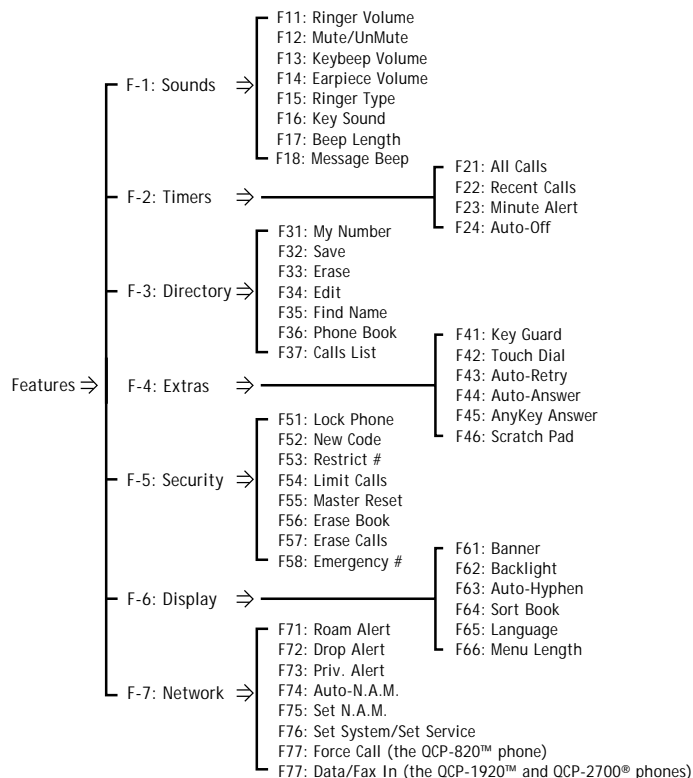 Features ⇒
F-1: Sounds ⇒
F11: Ringer Volume
F12: Mute/UnMute
F13: Keybeep Volume
F14: Earpiece Volume
F15: Ringer Type
F16: Key Sound
F17: Beep Length
F18: Message Beep
F-2: Timers ⇒
F21: All Calls
F22: Recent Calls
F23: Minute Alert
F24: Auto-Off
F-3: Directory ⇒
F31: My Number
F32: Save
F33: Erase
F34: Edit
F35: Find Name
F36: Phone Book
F37: Calls List
F-4: Extras ⇒
F41: Key Guard
F42: Touch Dial
F43: Auto-Retry
F44: Auto-Answer
F45: AnyKey Answer
F46: Scratch Pad
F-5: Security ⇒
F51: Lock Phone
F52: New Code
F53: Restrict #
F54: Limit Calls
F55: Master Reset
F56: Erase Book
F57: Erase Calls
F58: Emergency #
F-6: Display ⇒
F61: Banner
F62: Backlight
F63: Auto-Hyphen
F64: Sort Book
F65: Language
F66: Menu Length
F-7: Network ⇒
F71: Roam Alert
F72: Drop Alert
F73: Priv. Alert
F74: Auto-N.A.M.
F75: Set N.A.M.
F76: Set System/Set Service
F77: Force Call (the QCP-820™ phone)
F77: Data/Fax In (the QCP-1920™ and QCP-2700® phones)